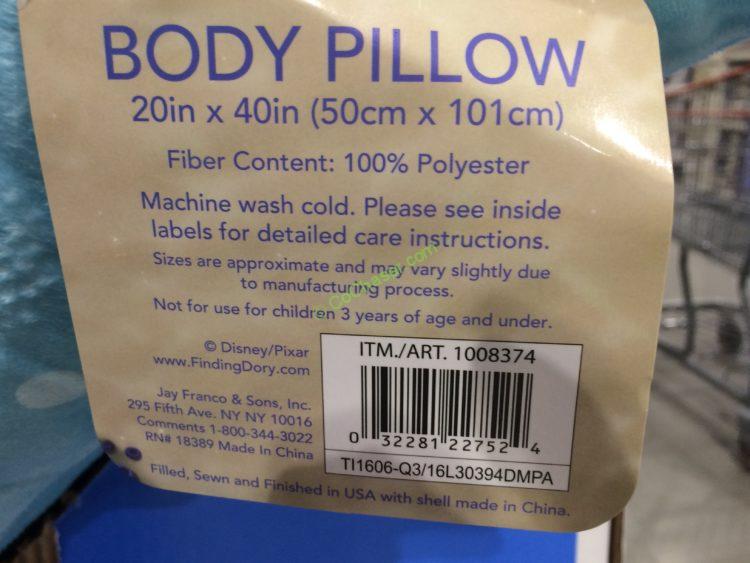 BODY PILLOW
20in x 40in (50cm x 101cm)
Fiber Content: 100% Polyester
Machine wash cold. Please see inside
labels for detailed care instructions.
Sizes are approximate and may vary slightly due
to manufacturing process.
Not for use for children 3 years of age and under.
© Disney/Pixar
www.FindingDory.com
Jay Franco & Sons, Inc.
295 Fifth Ave. NY NY 10016
Comments 1-800-344-3022
RN# 18389 Made In China
ITM./ART. 1008374
0 32281 22752 4
TI1606-Q3/16L30394DMPA
Filled, Sewn and Finished in USA with shell made in China.